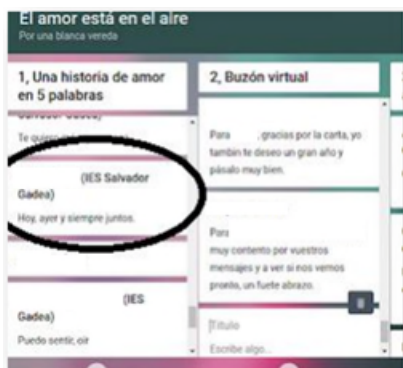 El amor está en el aire
Por una blanca vereda
1, Una historia de amor
en 5 palabras
Te quiero
(IES Salvador
Gadea)
Hoy, ayer y siempre juntos.
(IES
Gadea)
Puedo sentir, oir
2, Buzón virtual
Para , gracias por la carta, yo
tambin te deseo un gran año y
pásalo muy bien.
Para
muy contento por vuestros
mensajes y a ver si nos vemos
pronto, un fuete abrazo.
Título
Escribe algo...